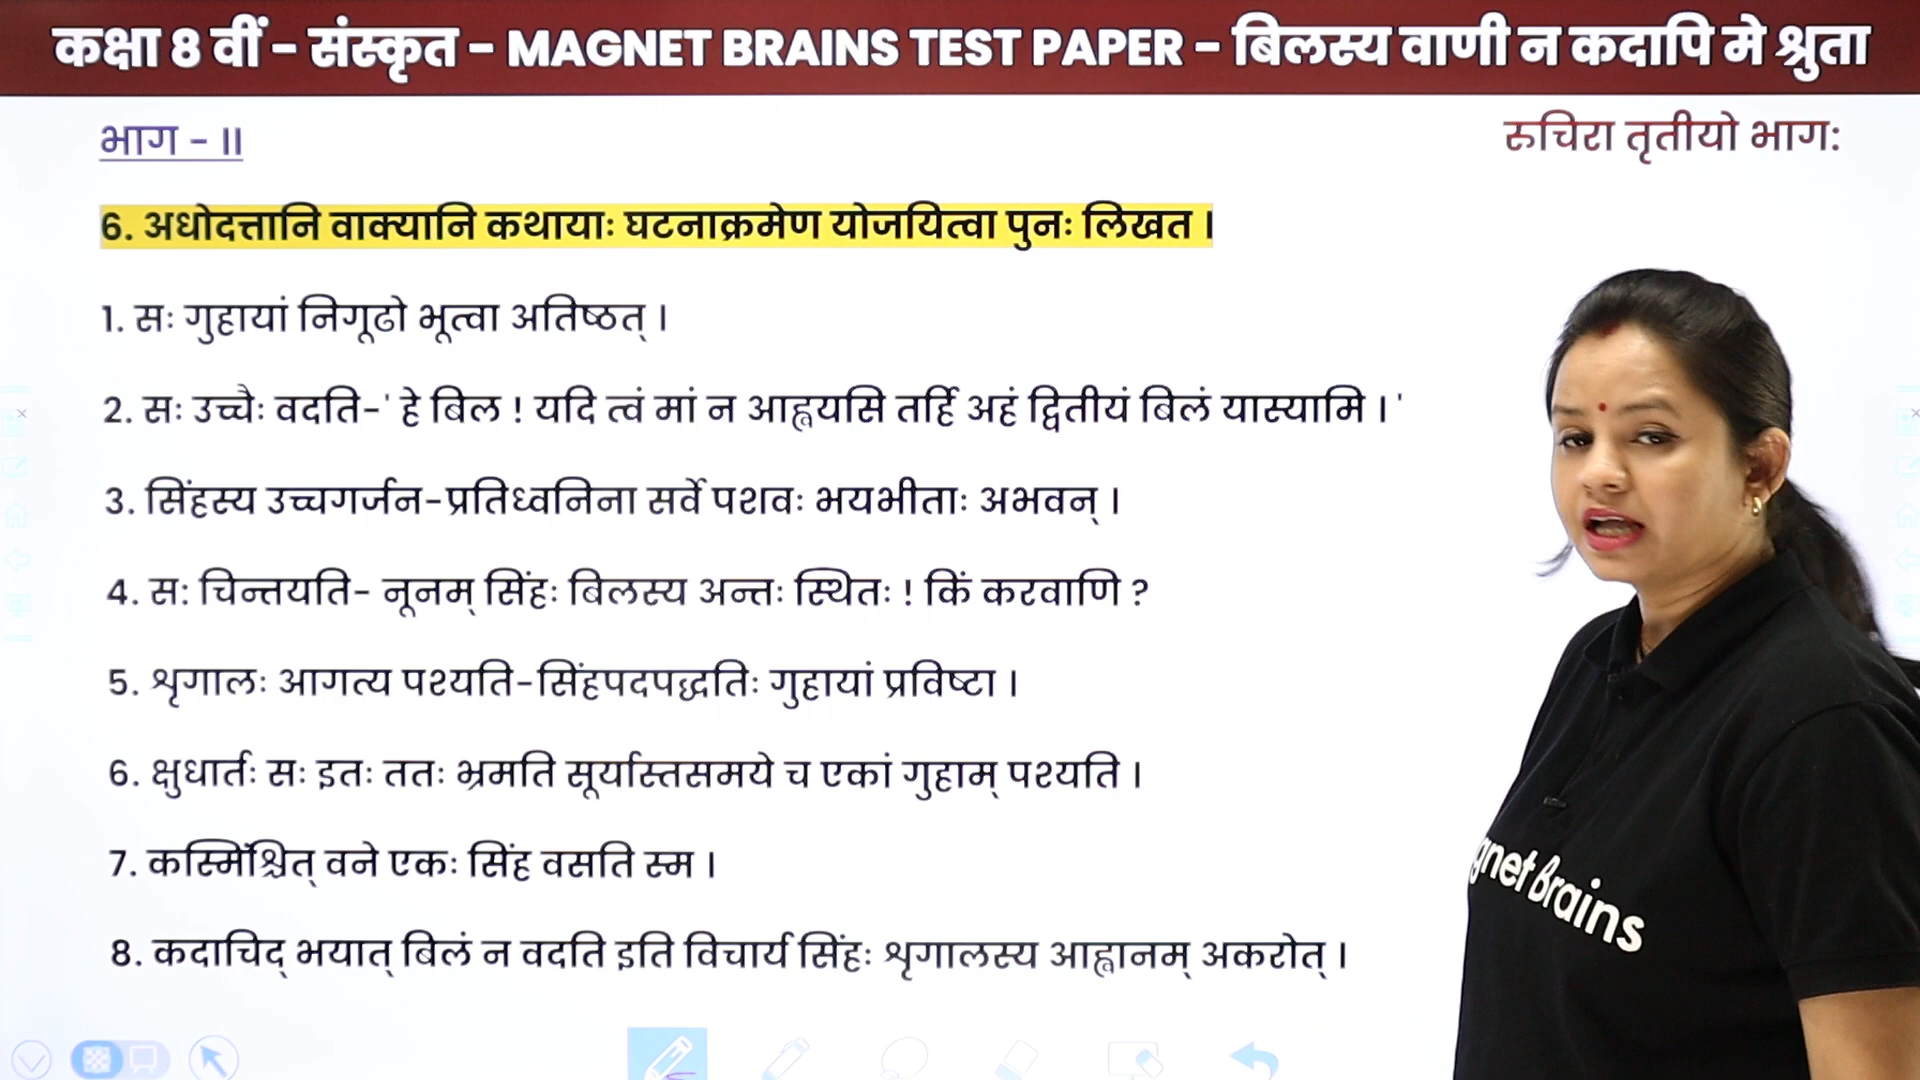 कक्षा 8 वीं - संस्कृत - MAGNET BRAINS TEST PAPER - बिलस्य वाणी न कदापि मे श्रुता
भाग - II
रुचिरा तृतीयो भाग:
6. अधोदत्तानि वाक्यानि कथायाः घटनाक्रमेण योजयित्वा पुनः लिखत ।
1. सः गुहायां निगूढो भूत्वा अतिष्ठत् ।
2. सः उच्चैः वदति-' हे बिल ! यदि त्वं मां न आह्वयसि तर्हि अहं द्वितीयं बिलं यास्यामि । '
3. सिंहस्य उच्चगर्जन-प्रतिध्वनिना सर्वे पशवः भयभीताः अभवन् ।
4. स: चिन्तयति- नूनम् सिंहः बिलस्य अन्तः स्थितः ! किं करवाणि ?
5. शृगालः आगत्य पश्यति-सिंहपदपद्धतिः गुहायां प्रविष्टा ।
6. क्षुधार्तः सः इतः ततः भ्रमति सूर्यास्तसमये च एकां गुहाम् पश्यति ।
7. कस्मिंश्चित् वने एकः सिंह वसति स्म ।
8. कदाचिद् भयात् बिलं न वदति इति विचार्य सिंहः शृगालस्य आह्वानम् अकरोत् ।
gnet Brains